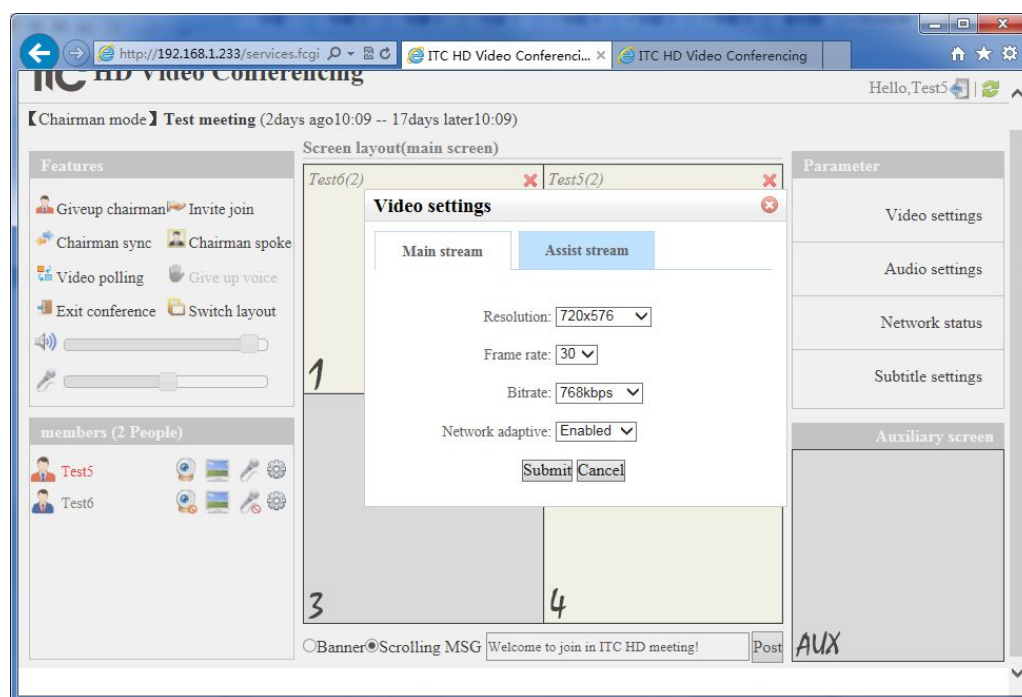 http://192.168.1.233/services.fcgi
ITC HD Video Conferenci...
ITC HD Video Conferencing
ITC HD Video Conferencing
Hello,Test5 |
【Chairman mode】Test meeting (2days ago10:09 -- 17days later10:09)
Features
Giveup chairman Invite join
Chairman sync Chairman spoke
Video polling Give up voice
Exit conference Switch layout
members (2 People)
Test5
Test6
Screen layout(main screen)
Test6(2) Test5(2)
1
3
4
Video settings
Main stream Assist stream
Resolution: 720x576
Frame rate: 30
Bitrate: 768kbps
Network adaptive: Enabled
Submit Cancel
Banner Scrolling MSG Welcome to join in ITC HD meeting! Post
Parameter
Video settings
Audio settings
Network status
Subtitle settings
Auxiliary screen
AUX